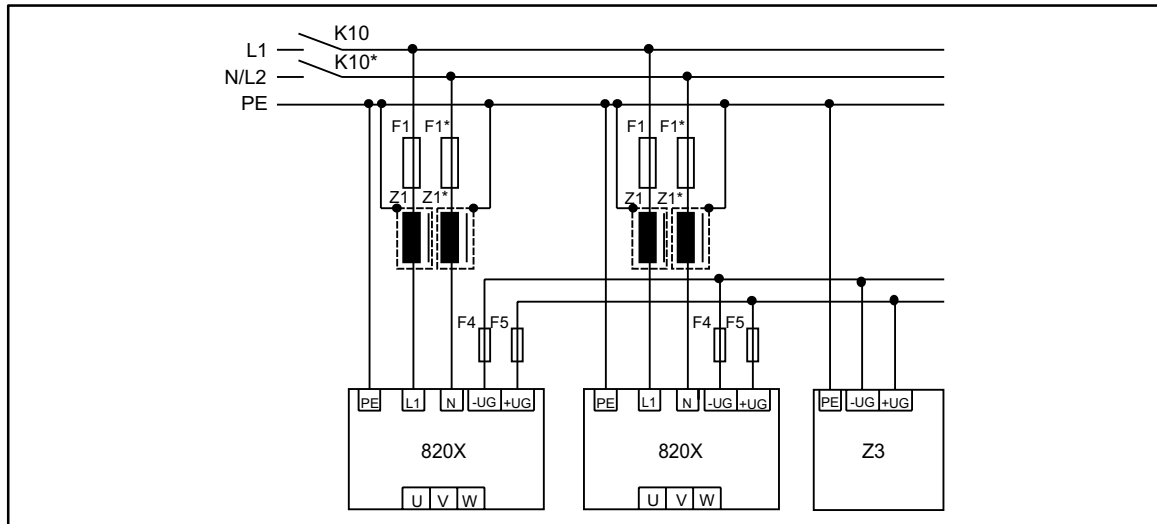 K10
L1
K10*
N/L2
PE
F1 F1* F1 F1*
Z1 Z1* Z1 Z1*
F4 F5 F4 F5
PE L1 N -UG +UG PE L1 N -UG +UG PE -UG +UG
820X 820X Z3
U V W U V W